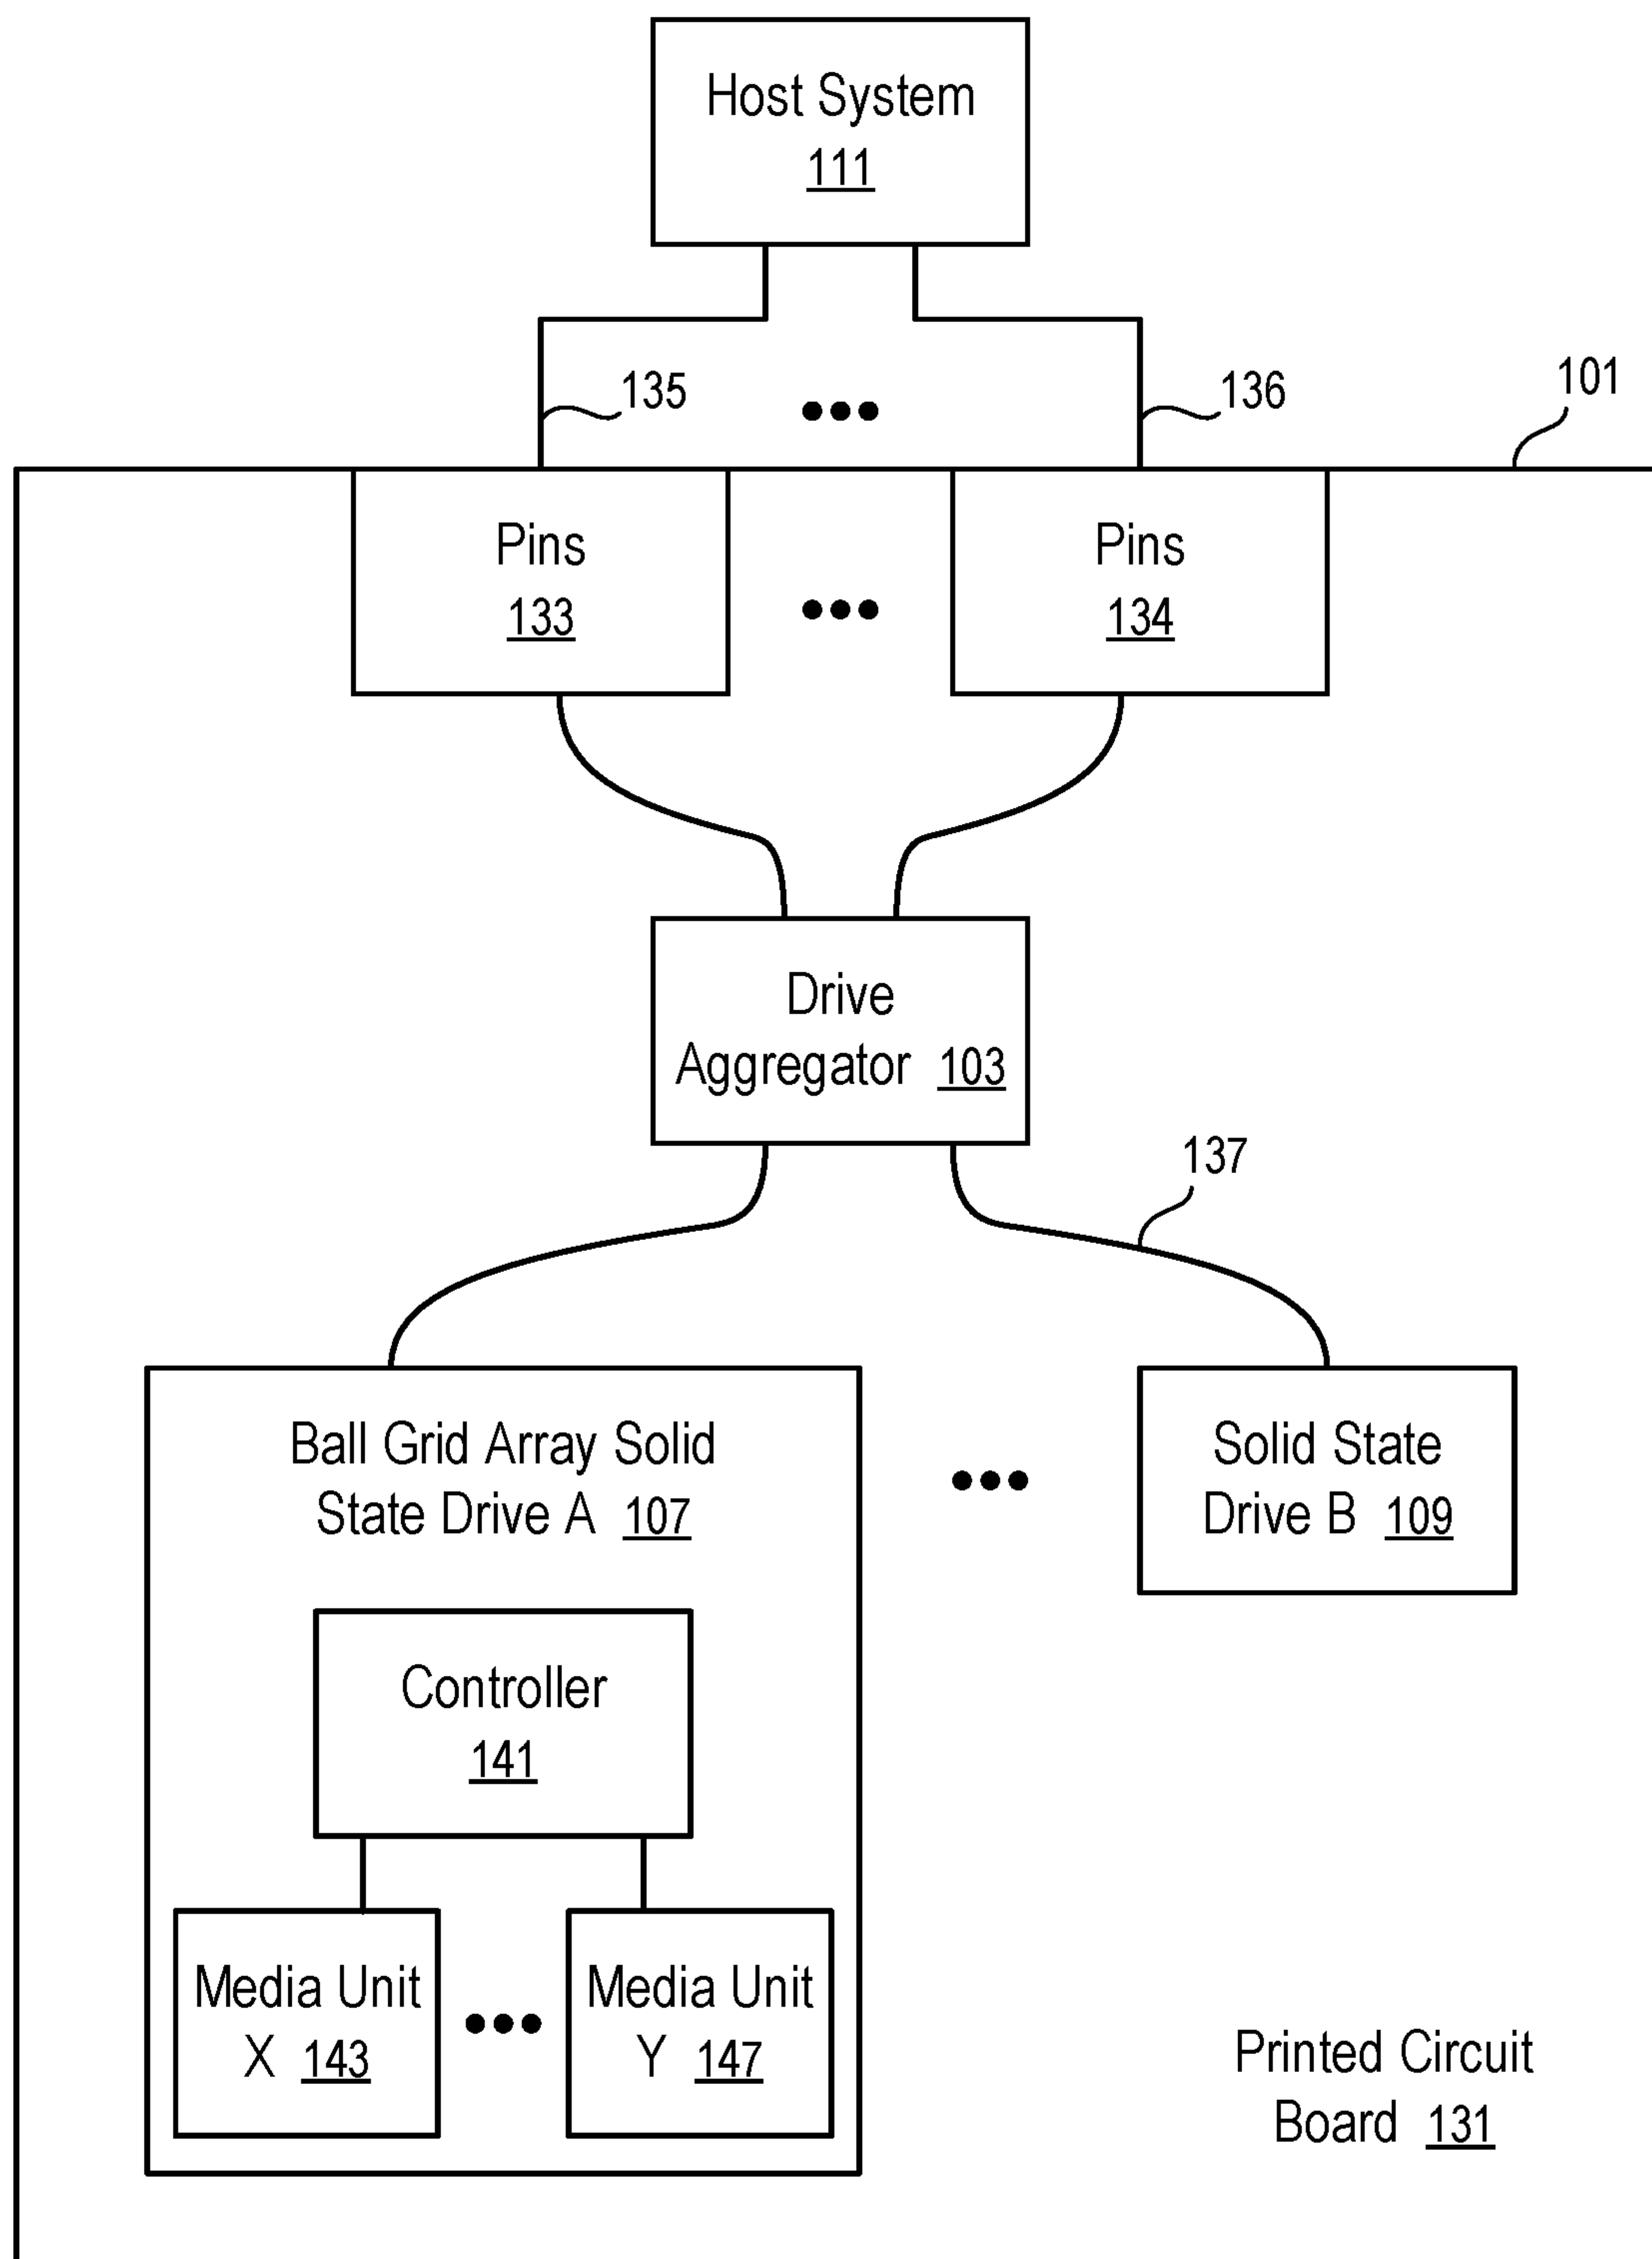 Host System
111
135
136
101
Pins
133
Pins
134
Drive
Aggregator 103
137
Ball Grid Array Solid
State Drive A 107
Solid State
Drive B 109
Controller
141
Media Unit
X 143
Media Unit
Y 147
Printed Circuit
Board 131